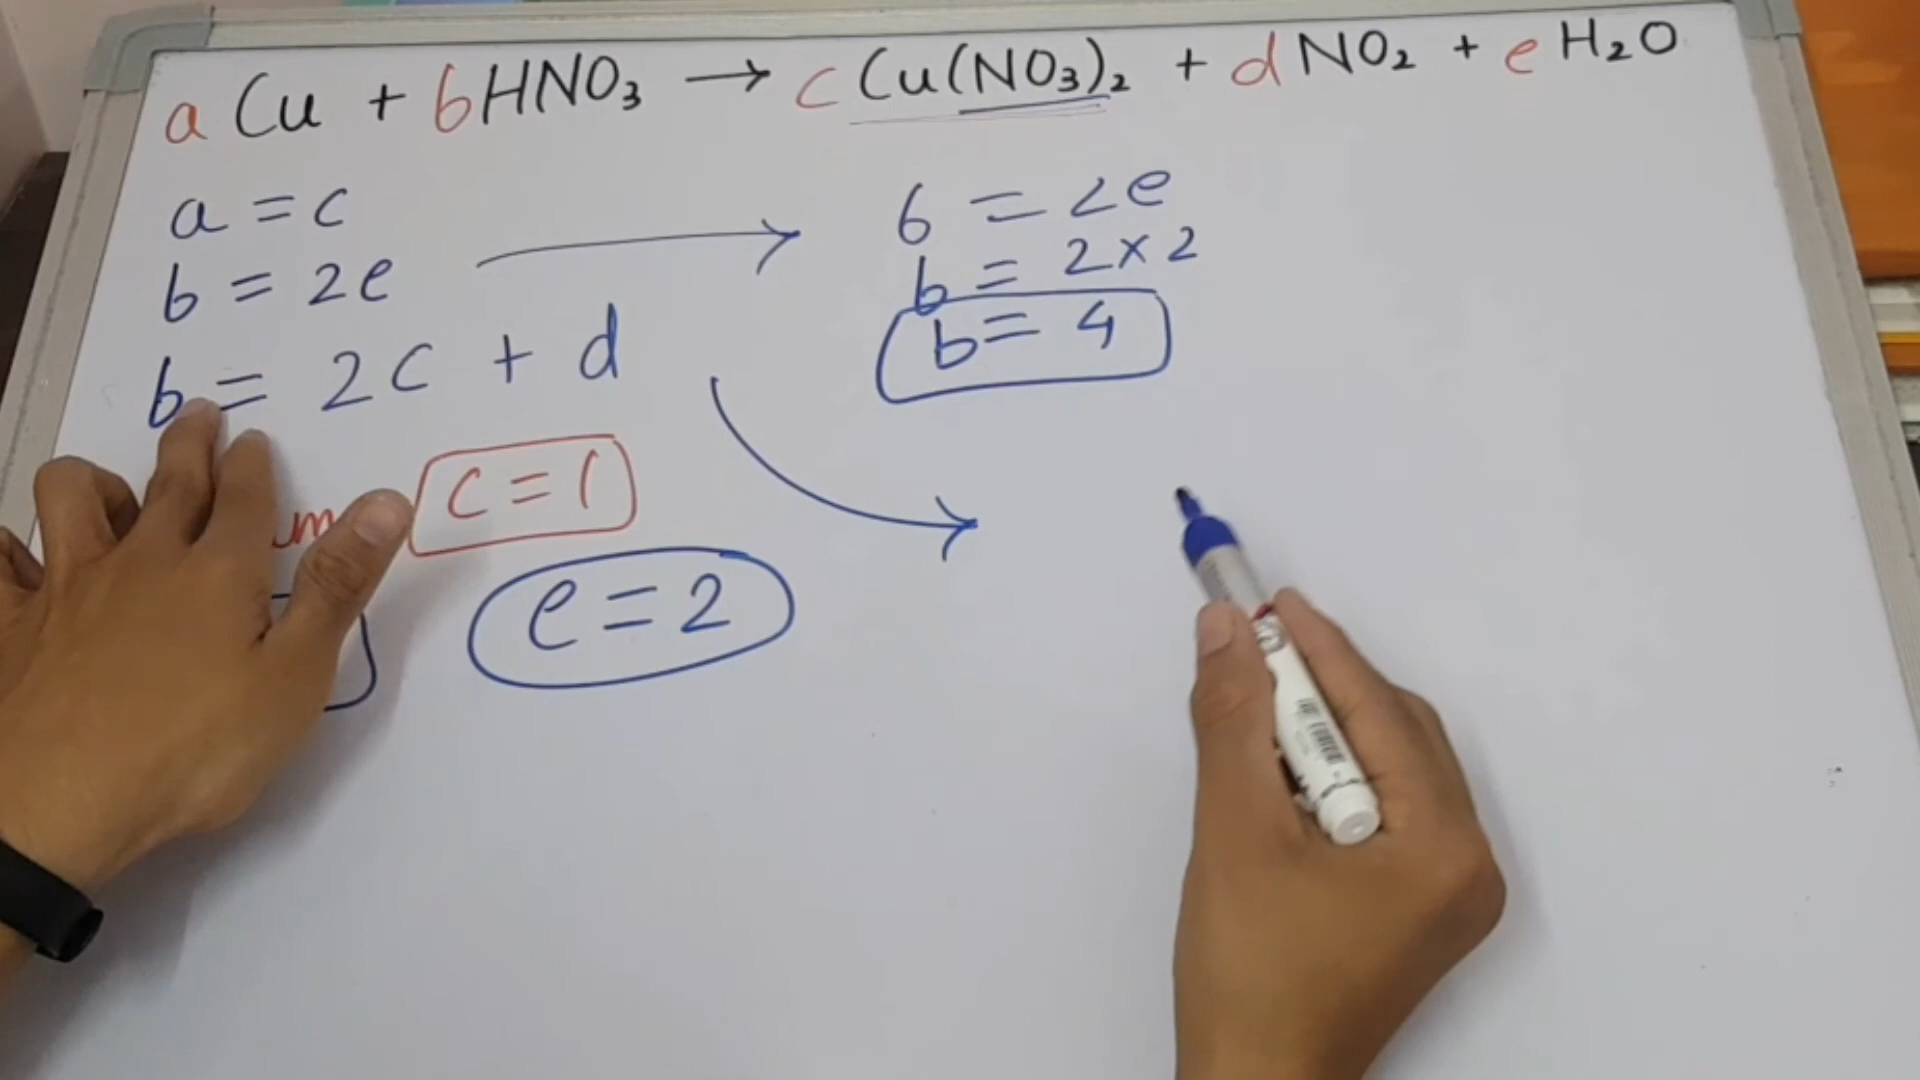 a Cu + b HNO₃ → c Cu(NO₃)₂ + d NO₂ + e H₂O
a = c
b = 2e
b = 2c + d
c = 1
e = 2
b = 2e
b = 2×2
b = 4